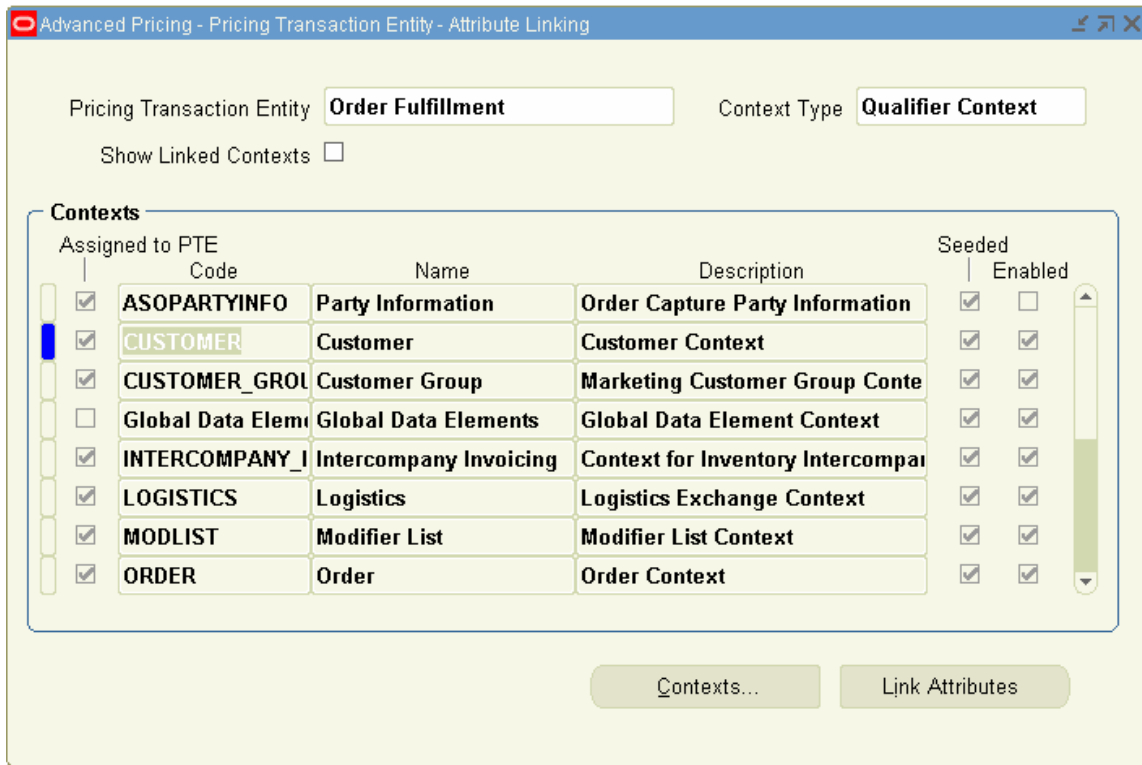 Advanced Pricing - Pricing Transaction Entity - Attribute Linking
Pricing Transaction Entity Order Fulfillment Context Type Qualifier Context
Show Linked Contexts
Contexts
Assigned to PTE Seeded
Code Name Description Enabled
ASOPARTYINFO Party Information Order Capture Party Information
CUSTOMER Customer Customer Context
CUSTOMER_GROU Customer Group Marketing Customer Group Conte
Global Data Eleme Global Data Elements Global Data Element Context
INTERCOMPANY_I Intercompany Invoicing Context for Inventory Intercompan
LOGISTICS Logistics Logistics Exchange Context
MODLIST Modifier List Modifier List Context
ORDER Order Order Context
Contexts... Link Attributes